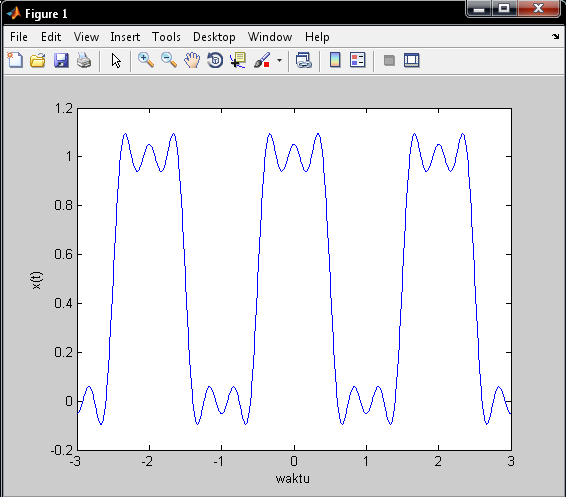 Figure 1
File Edit View Insert Tools Desktop Window Help
1.2
1
0.8
0.6
0.4
0.2
0
-0.2
x(t)
-3 -2 -1 0 1 2 3
waktu